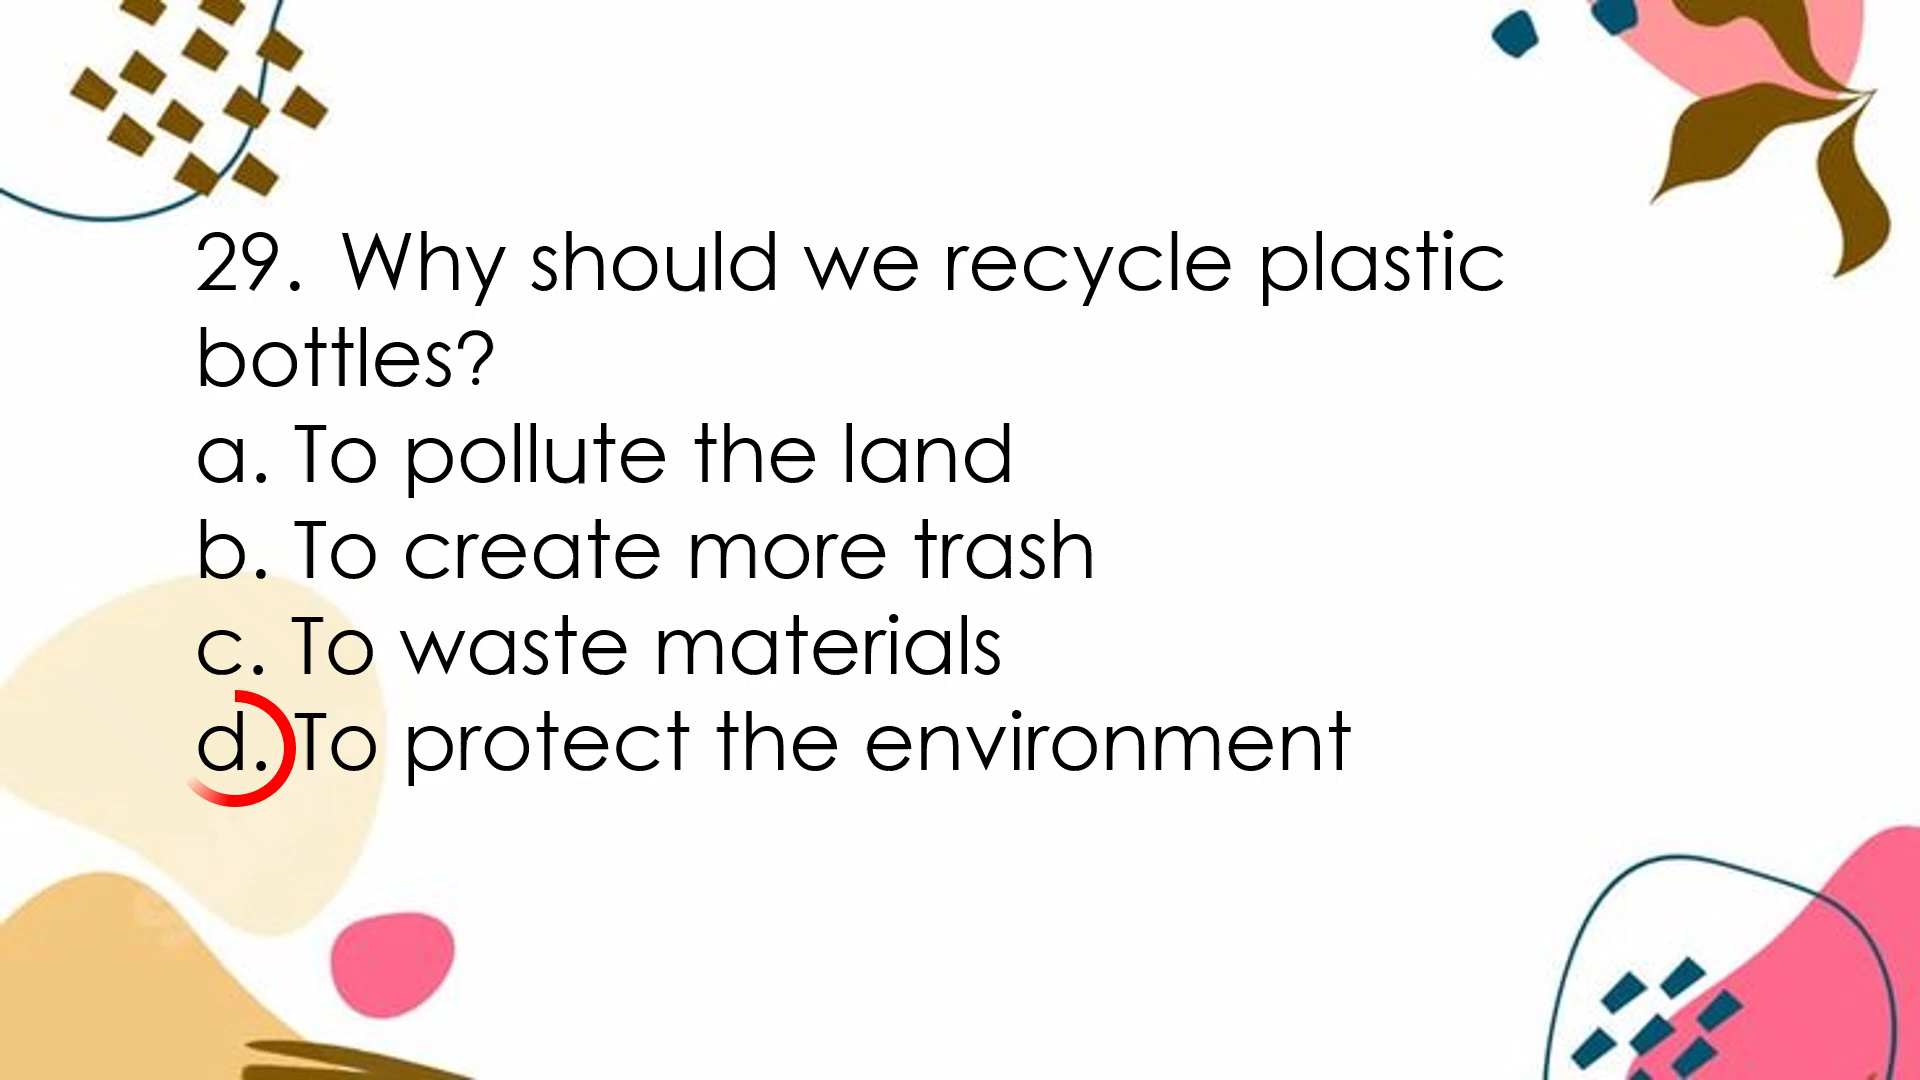 29. Why should we recycle plastic
bottles?
a. To pollute the land
b. To create more trash
c. To waste materials
d. To protect the environment